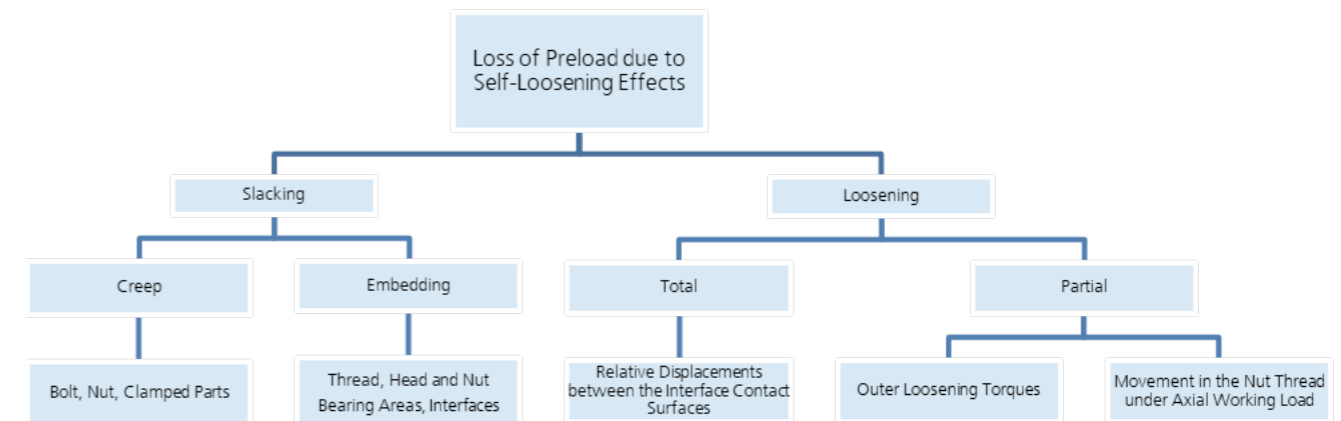 Loss of Preload due to
Self-Loosening Effects
Slacking
Loosening
Creep
Embedding
Total
Partial
Bolt, Nut, Clamped Parts
Thread, Head and Nut
Bearing Areas, Interfaces
Relative Displacements
between the Interface Contact
Surfaces
Outer Loosening Torques
Movement in the Nut Thread
under Axial Working Load